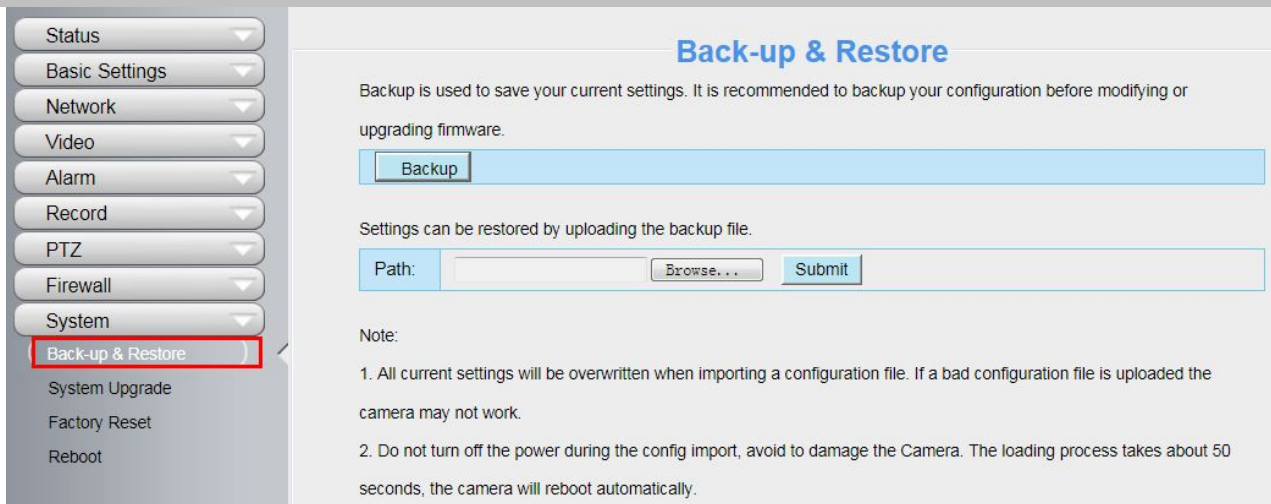 Status
Basic Settings
Network
Video
Alarm
Record
PTZ
Firewall
System
Back-up & Restore
System Upgrade
Factory Reset
Reboot
Back-up & Restore
Backup is used to save your current settings. It is recommended to backup your configuration before modifying or
upgrading firmware.
Backup
Settings can be restored by uploading the backup file.
Path: Browse... Submit
Note:
1. All current settings will be overwritten when importing a configuration file. If a bad configuration file is uploaded the
camera may not work.
2. Do not turn off the power during the config import, avoid to damage the Camera. The loading process takes about 50
seconds, the camera will reboot automatically.